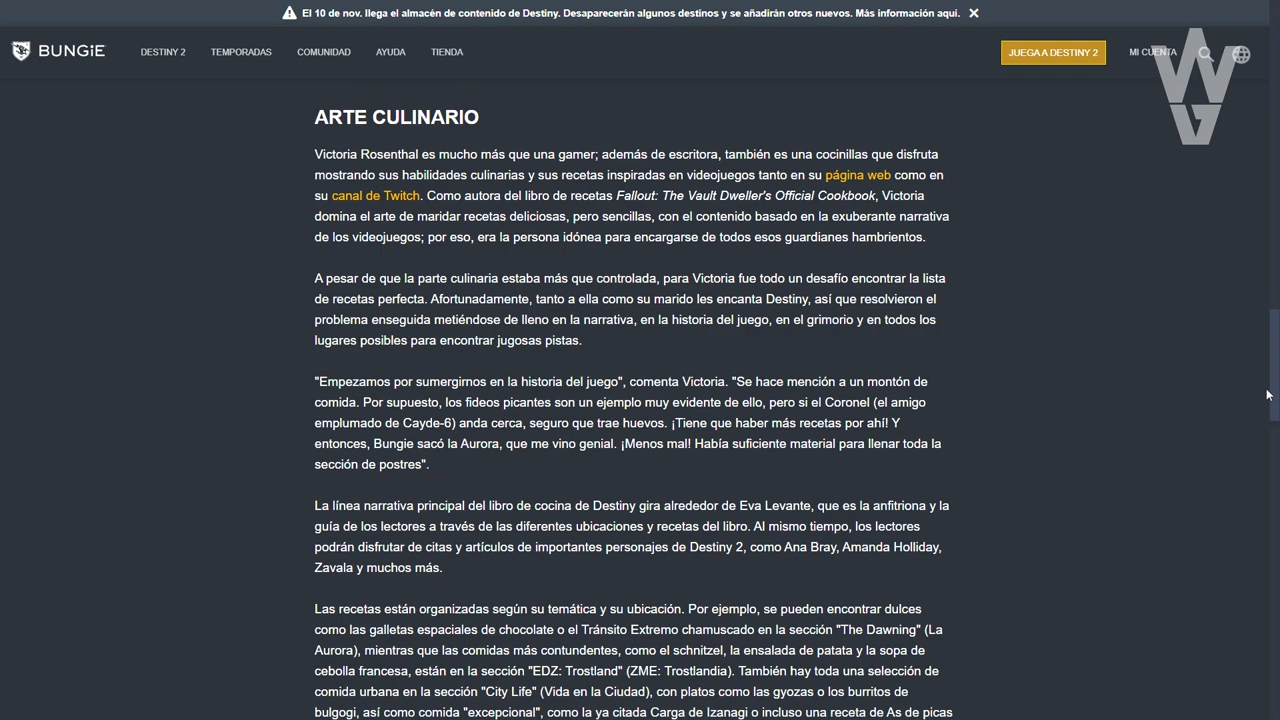 El 10 de nov. llega el almacén de contenido de Destiny. Desaparecerán algunos destinos y se añadirán otros nuevos. Más información aquí.
BUNGiE DESTINY 2 TEMPORADAS COMUNIDAD AYUDA TIENDA JUEGA A DESTINY 2 MI CUENTA
ARTE CULINARIO
Victoria Rosenthal es mucho más que una gamer; además de escritora, también es una cocinillas que disfruta
mostrando sus habilidades culinarias y sus recetas inspiradas en videojuegos tanto en su página web como en
su canal de Twitch. Como autora del libro de recetas Fallout: The Vault Dweller's Official Cookbook, Victoria
domina el arte de maridar recetas deliciosas, pero sencillas, con el contenido basado en la exuberante narrativa
de los videojuegos; por eso, era la persona idónea para encargarse de todos esos guardianes hambrientos.
A pesar de que la parte culinaria estaba más que controlada, para Victoria fue todo un desafío encontrar la lista
de recetas perfecta. Afortunadamente, tanto a ella como su marido les encanta Destiny, así que resolvieron el
problema enseguida metiéndose de lleno en la narrativa, en la historia del juego, en el grimorio y en todos los
lugares posibles para encontrar jugosas pistas.
"Empezamos por sumergirnos en la historia del juego", comenta Victoria. "Se hace mención a un montón de
comida. Por supuesto, los fideos picantes son un ejemplo muy evidente de ello, pero si el Coronel (el amigo
emplumado de Cayde-6) anda cerca, seguro que trae huevos. ¡Tiene que haber más recetas por ahí! Y
entonces, Bungie sacó la Aurora, que me vino genial. ¡Menos mal! Había suficiente material para llenar toda la
sección de postres".
La línea narrativa principal del libro de cocina de Destiny gira alrededor de Eva Levante, que es la anfitriona y la
guía de los lectores a través de las diferentes ubicaciones y recetas del libro. Al mismo tiempo, los lectores
podrán disfrutar de citas y artículos de importantes personajes de Destiny 2, como Ana Bray, Amanda Holliday,
Zavala y muchos más.
Las recetas están organizadas según su temática y su ubicación. Por ejemplo, se pueden encontrar dulces
como las galletas espaciales de chocolate o el Tránsito Extremo chamuscado en la sección "The Dawning" (La
Aurora), mientras que las comidas más contundentes, como el schnitzel, la ensalada de patata y la sopa de
cebolla francesa, están en la sección "EDZ: Trostland" (ZME: Trostlandia). También hay toda una selección de
comida urbana en la sección "City Life" (Vida en la Ciudad), con platos como las gyozas o los burritos de
bulgogi, así como comida "excepcional", como la ya citada Carga de Izanagi o incluso una receta de As de picas